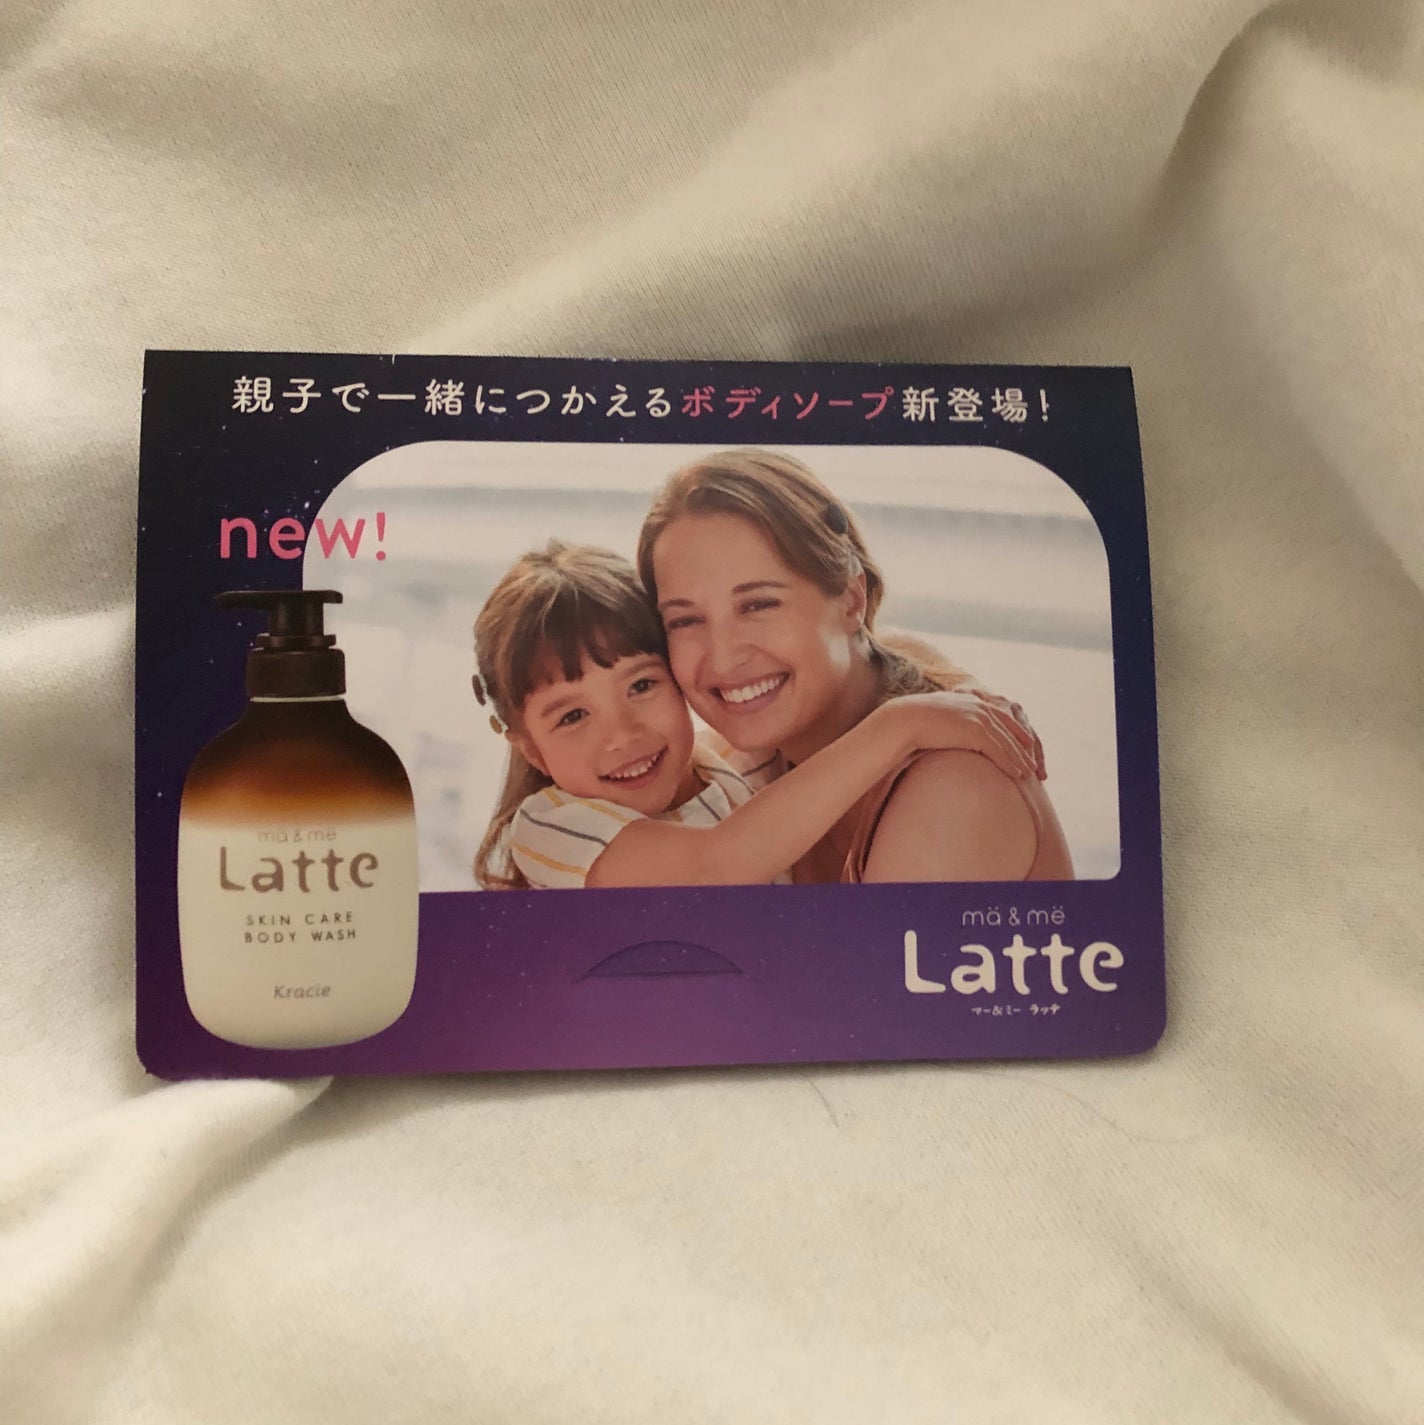 親子で一緒につかえるボディソープ新登場!
new!
mä & më
Latte
SKIN CARE
BODY WASH
Kracie
mä & më
Latte
マー&ミー ラッテ